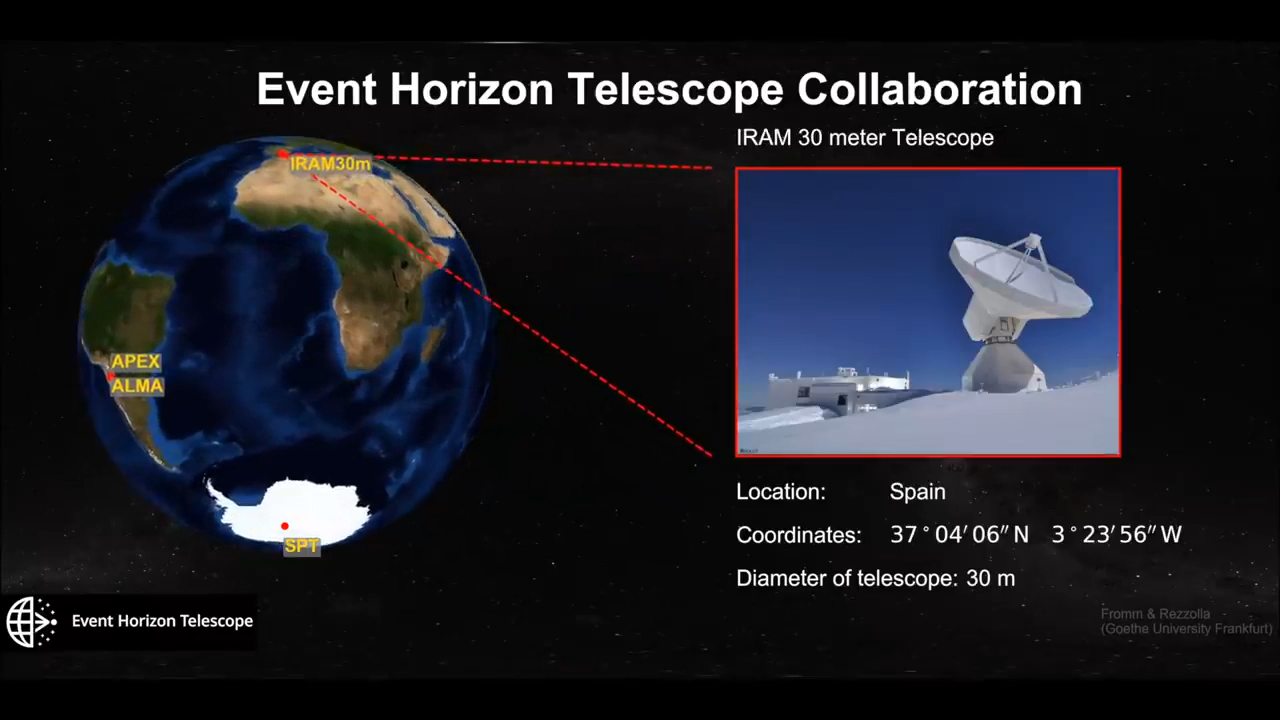 Event Horizon Telescope Collaboration
IRAM 30 meter Telescope
IRAM30m
APEX
ALMA
SPT
Location: Spain
Coordinates: 37°04′06″N 3°23′56″W
Diameter of telescope: 30 m
Event Horizon Telescope
Fromm & Rezzolla
(Goethe University Frankfurt)